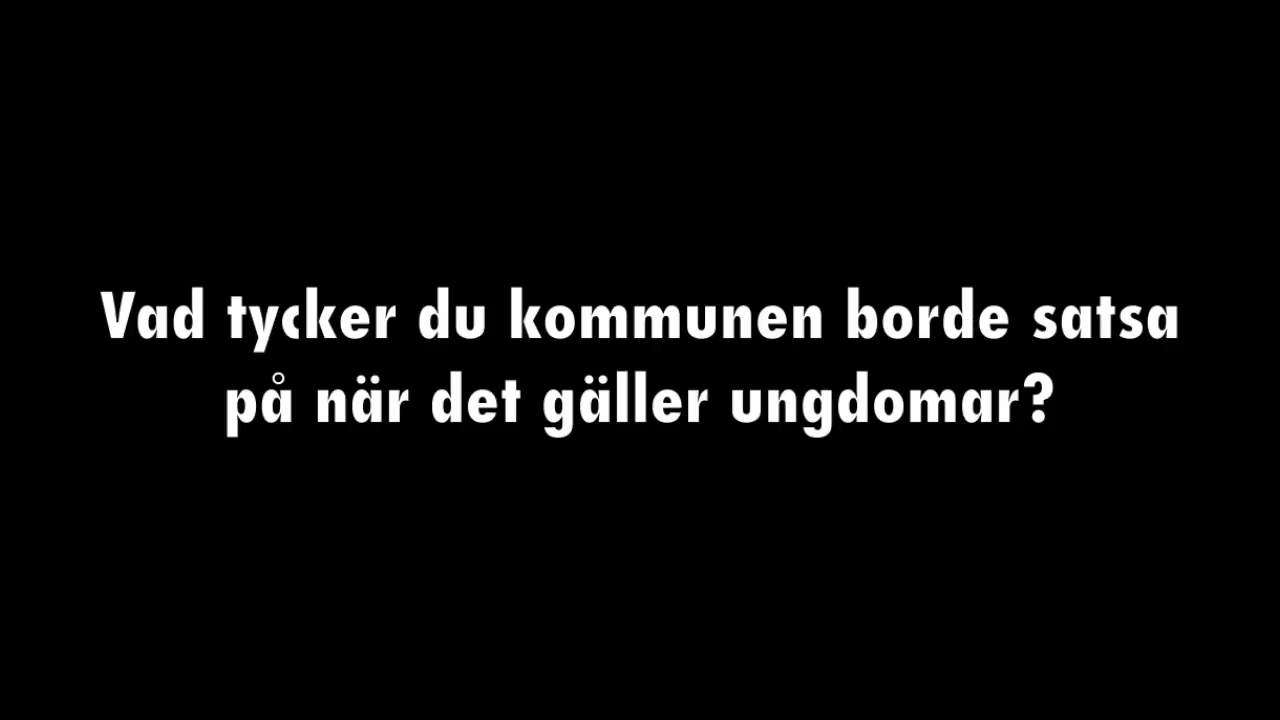 Vad tycker du kommunen borde satsa
på när det gäller ungdomar?